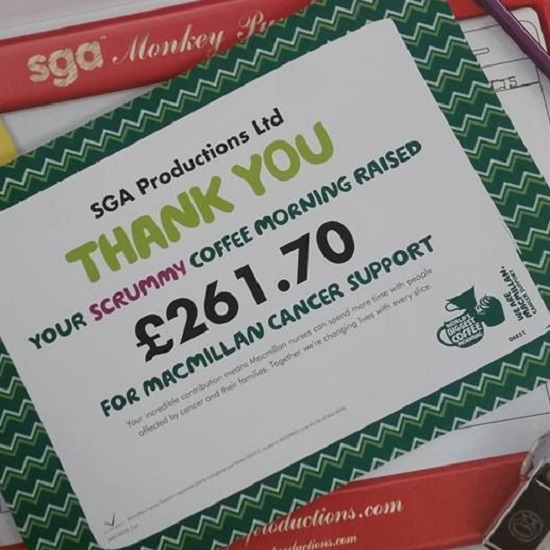 sga Monkey
SGA Productions Ltd
THANK YOU
YOUR SCRUMMY COFFEE MORNING RAISED
£261.70
FOR MACMILLAN CANCER SUPPORT
Your incredible contribution means Macmillan nurses can spend more time with people
affected by cancer and their families. Together we're changing lives with every slice.
WORLD'S
BIGGEST
COFFEE
MORNING
WE ARE
MACMILLAN.
CANCER SUPPORT
productions.com
productions.com